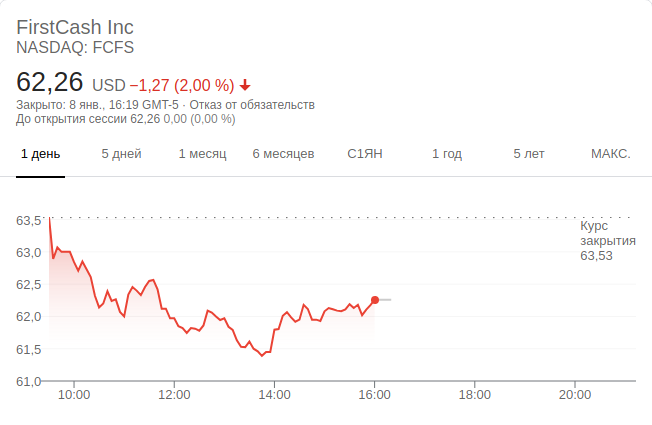 FirstCash Inc
NASDAQ: FCFS
62,26 USD −1,27 (2,00 %)
Закрыто: 8 янв., 16:19 GMT-5 · Отказ от обязательств
До открытия сессии 62,26 0,00 (0,00 %)
1 день 5 дней 1 месяц 6 месяцев С1ЯН 1 год 5 лет МАКС.
63,5
Курс
закрытия
63,53
63,0
62,5
62,0
61,5
61,0
10:00 12:00 14:00 16:00 18:00 20:00